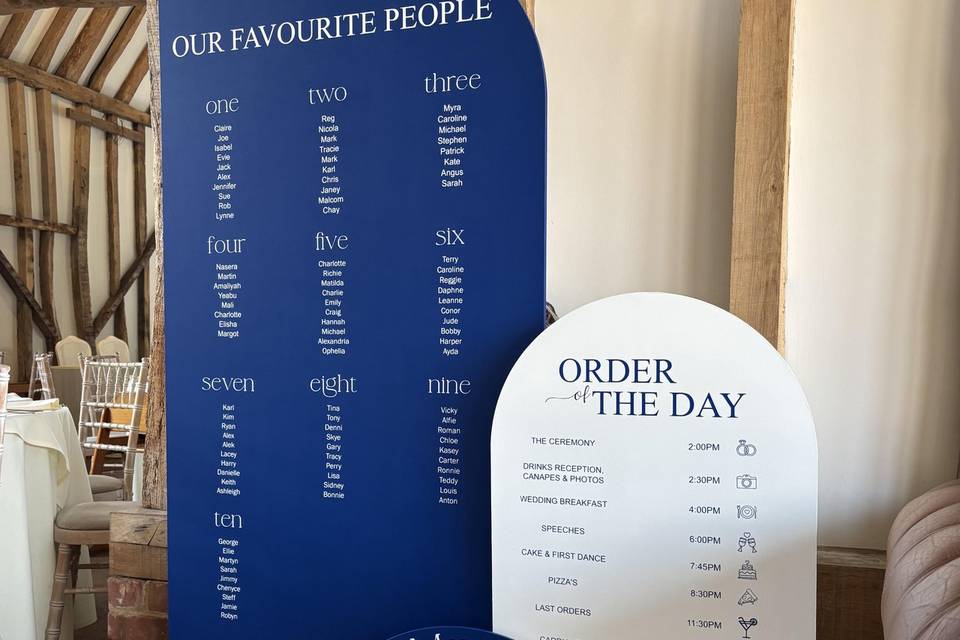 OUR FAVOURITE PEOPLE
one
Claire
Joe
Isabel
Evie
Jack
Alex
Jennifer
Sue
Rob
Lynne
two
Reg
Nicola
Mark
Tracie
Mark
Karl
Chris
Janey
Malcom
Chay
three
Myra
Caroline
Michael
Stephen
Patrick
Kate
Angus
Sarah
four
Nasera
Martin
Amaliyah
Yeabu
Mali
Charlotte
Elisha
Margot
five
Charlotte
Richie
Matilda
Charlie
Emily
Craig
Hannah
Michael
Alexandria
Ophelia
six
Terry
Caroline
Reggie
Daphne
Leanne
Conor
Jude
Bobby
Harper
Ayda
seven
Karl
Kim
Ryan
Alex
Alek
Lacey
Harry
Danielle
Keith
Ashleigh
eight
Tina
Tony
Denni
Skye
Gary
Tracy
Perry
Lisa
Sidney
Bonnie
nine
Vicky
Alfie
Roman
Chloe
Kasey
Carter
Ronnie
Teddy
Louis
Anton
ten
George
Ellie
Martyn
Sarah
Jimmy
Chenyce
Steff
Jamie
Robyn
ORDER
of THE DAY
THE CEREMONY 2:00PM
DRINKS RECEPTION,
CANAPES & PHOTOS 2:30PM
WEDDING BREAKFAST 4:00PM
SPEECHES 6:00PM
CAKE & FIRST DANCE 7:45PM
PIZZA'S 8:30PM
LAST ORDERS 11:30PM